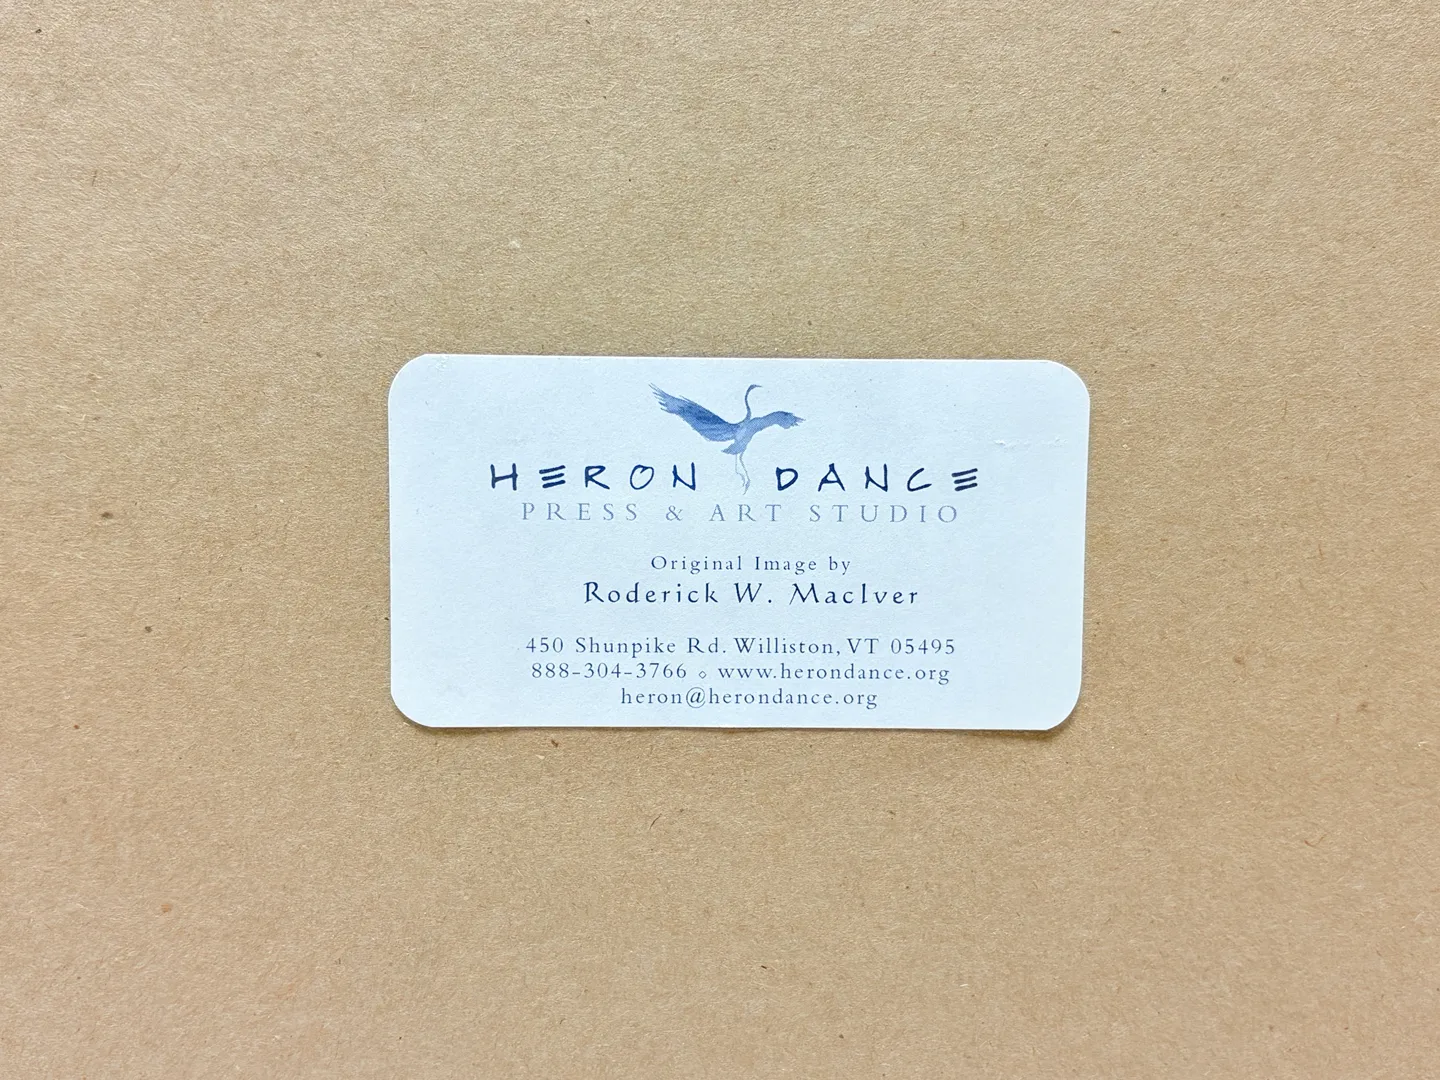 HERON DANCE
PRESS & ART STUDIO
Original Image by
Roderick W. MacIver
450 Shunpike Rd. Williston, VT 05495
888-304-3766 ⬦ www.herondance.org
heron@herondance.org